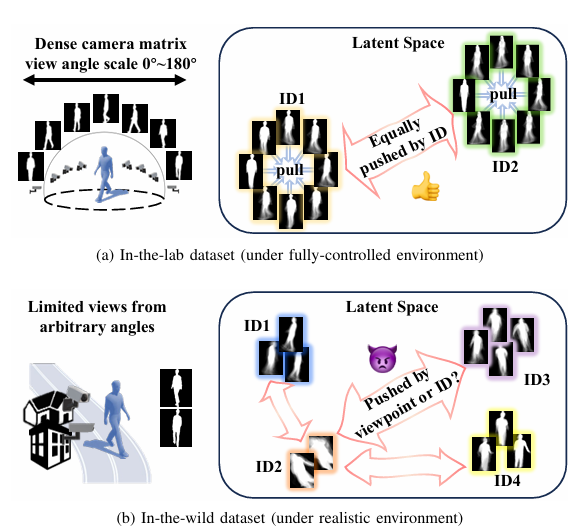 Dense camera matrix
view angle scale 0°~180°
Latent Space
ID1
pull
Equally
pushed by ID
pull
ID2
(a) In-the-lab dataset (under fully-controlled environment)
Limited views from
arbitrary angles
Latent Space
ID1
ID2
Pushed by
viewpoint or ID?
ID3
ID4
(b) In-the-wild dataset (under realistic environment)